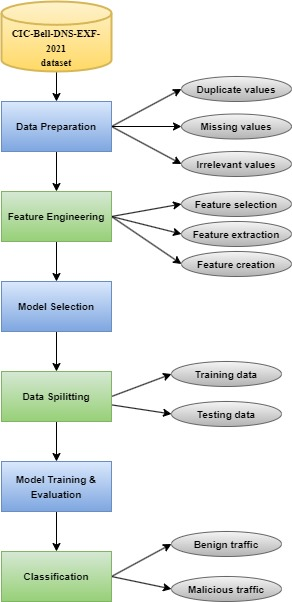 CIC-Bell-DNS-EXF-
2021
dataset
Data Preparation
Duplicate values
Missing values
Irrelevant values
Feature Engineering
Feature selection
Feature extraction
Feature creation
Model Selection
Data Spilitting
Training data
Testing data
Model Training &
Evaluation
Classification
Benign traffic
Malicious traffic